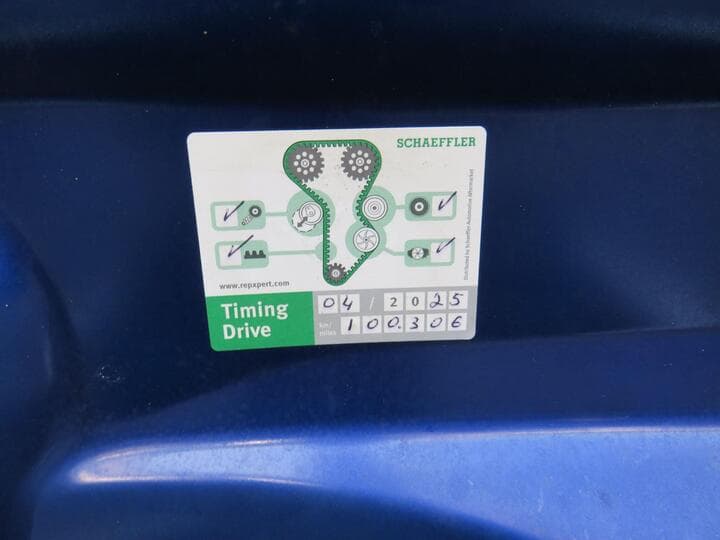 SCHAEFFLER
Distributed by Schaeffler Automotive Aftermarket
www.repxpert.com
Timing
Drive
04 / 2025
km/
miles
100.306